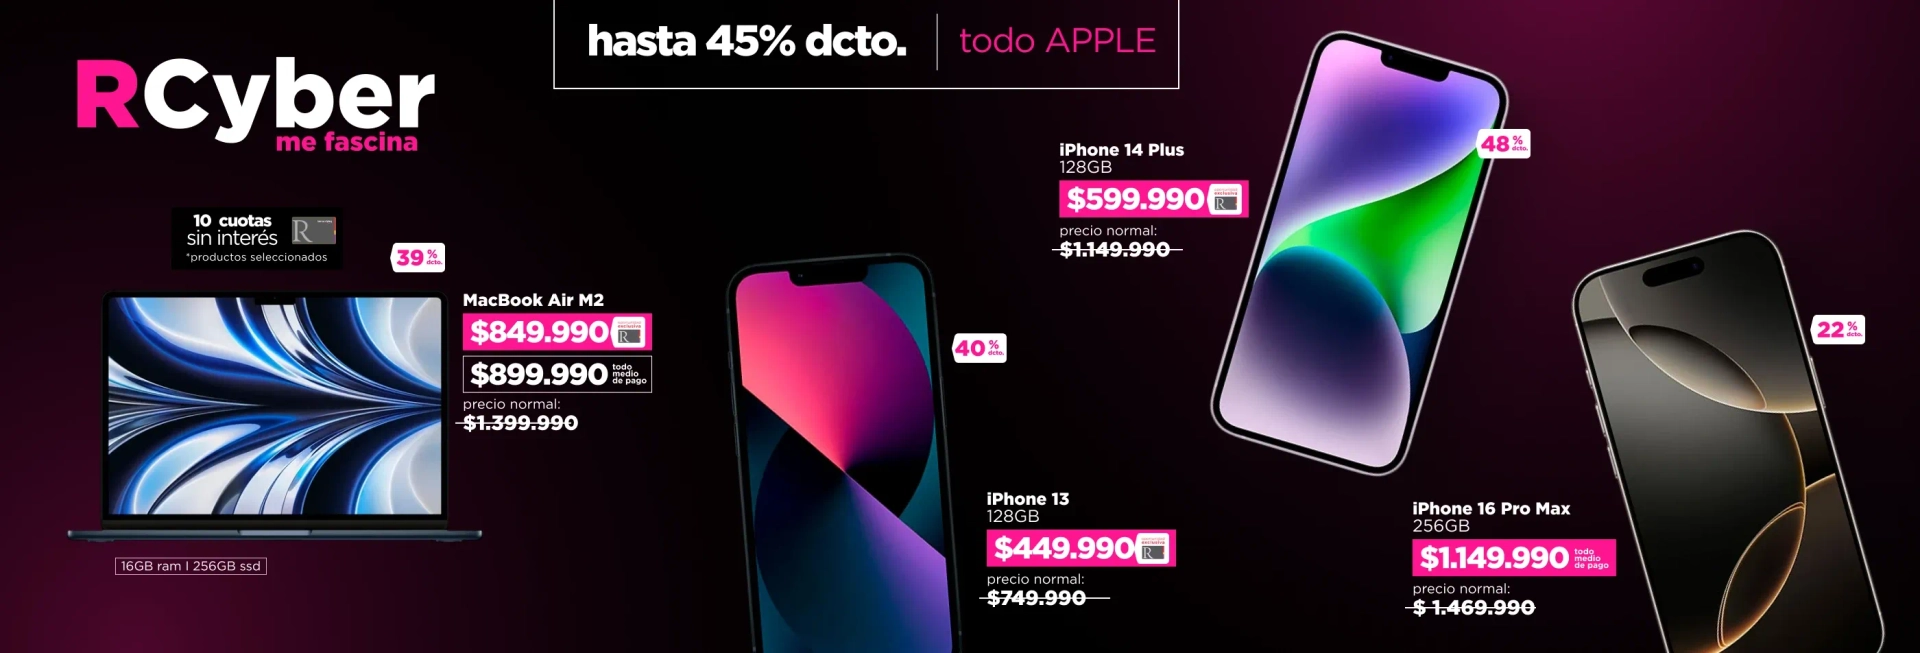 hasta 45% dcto.
todo APPLE
RCyber
me fascina
10 cuotas
sin interés
*productos seleccionados
R
39% dcto.
MacBook Air M2
$849.990
exclusiva
R
$899.990 todo medio de pago
precio normal:
$1.399.990
16GB ram I 256GB ssd
40% dcto.
iPhone 13
128GB
$449.990
exclusiva
R
precio normal:
$749.990
iPhone 14 Plus
128GB
$599.990
exclusiva
R
precio normal:
$1.149.990
48% dcto.
22% dcto.
iPhone 16 Pro Max
256GB
$1.149.990 todo medio de pago
precio normal:
$ 1.469.990